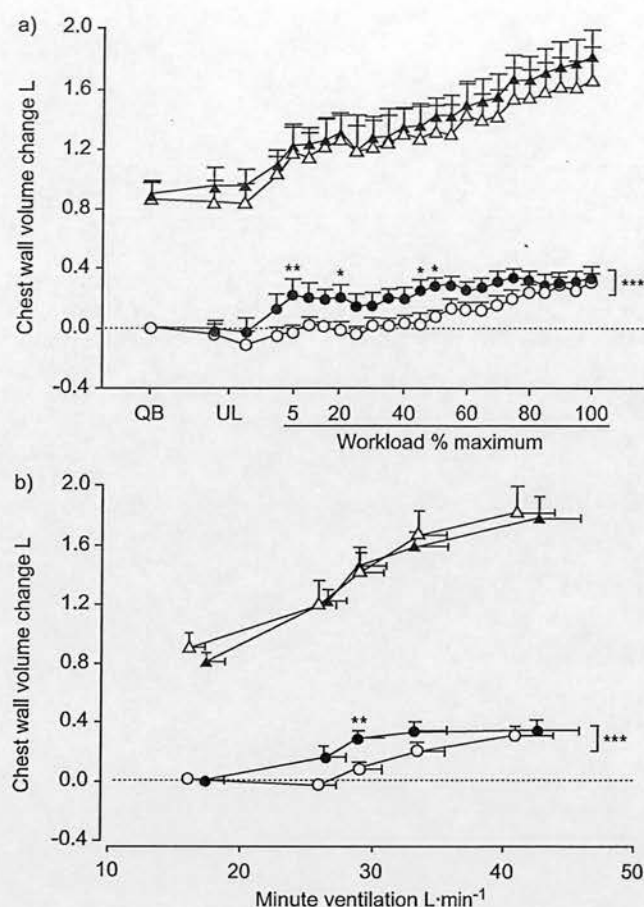 a)
2.0
1.6
1.2
0.8
0.4
0.0
-0.4
Chest wall volume change L
** * * *
***
QB UL 5 20 40 60 80 100
Workload % maximum
b)
2.0
1.6
1.2
0.8
0.4
0.0
-0.4
Chest wall volume change L
**
***
10 20 30 40 50
Minute ventilation L·min-1